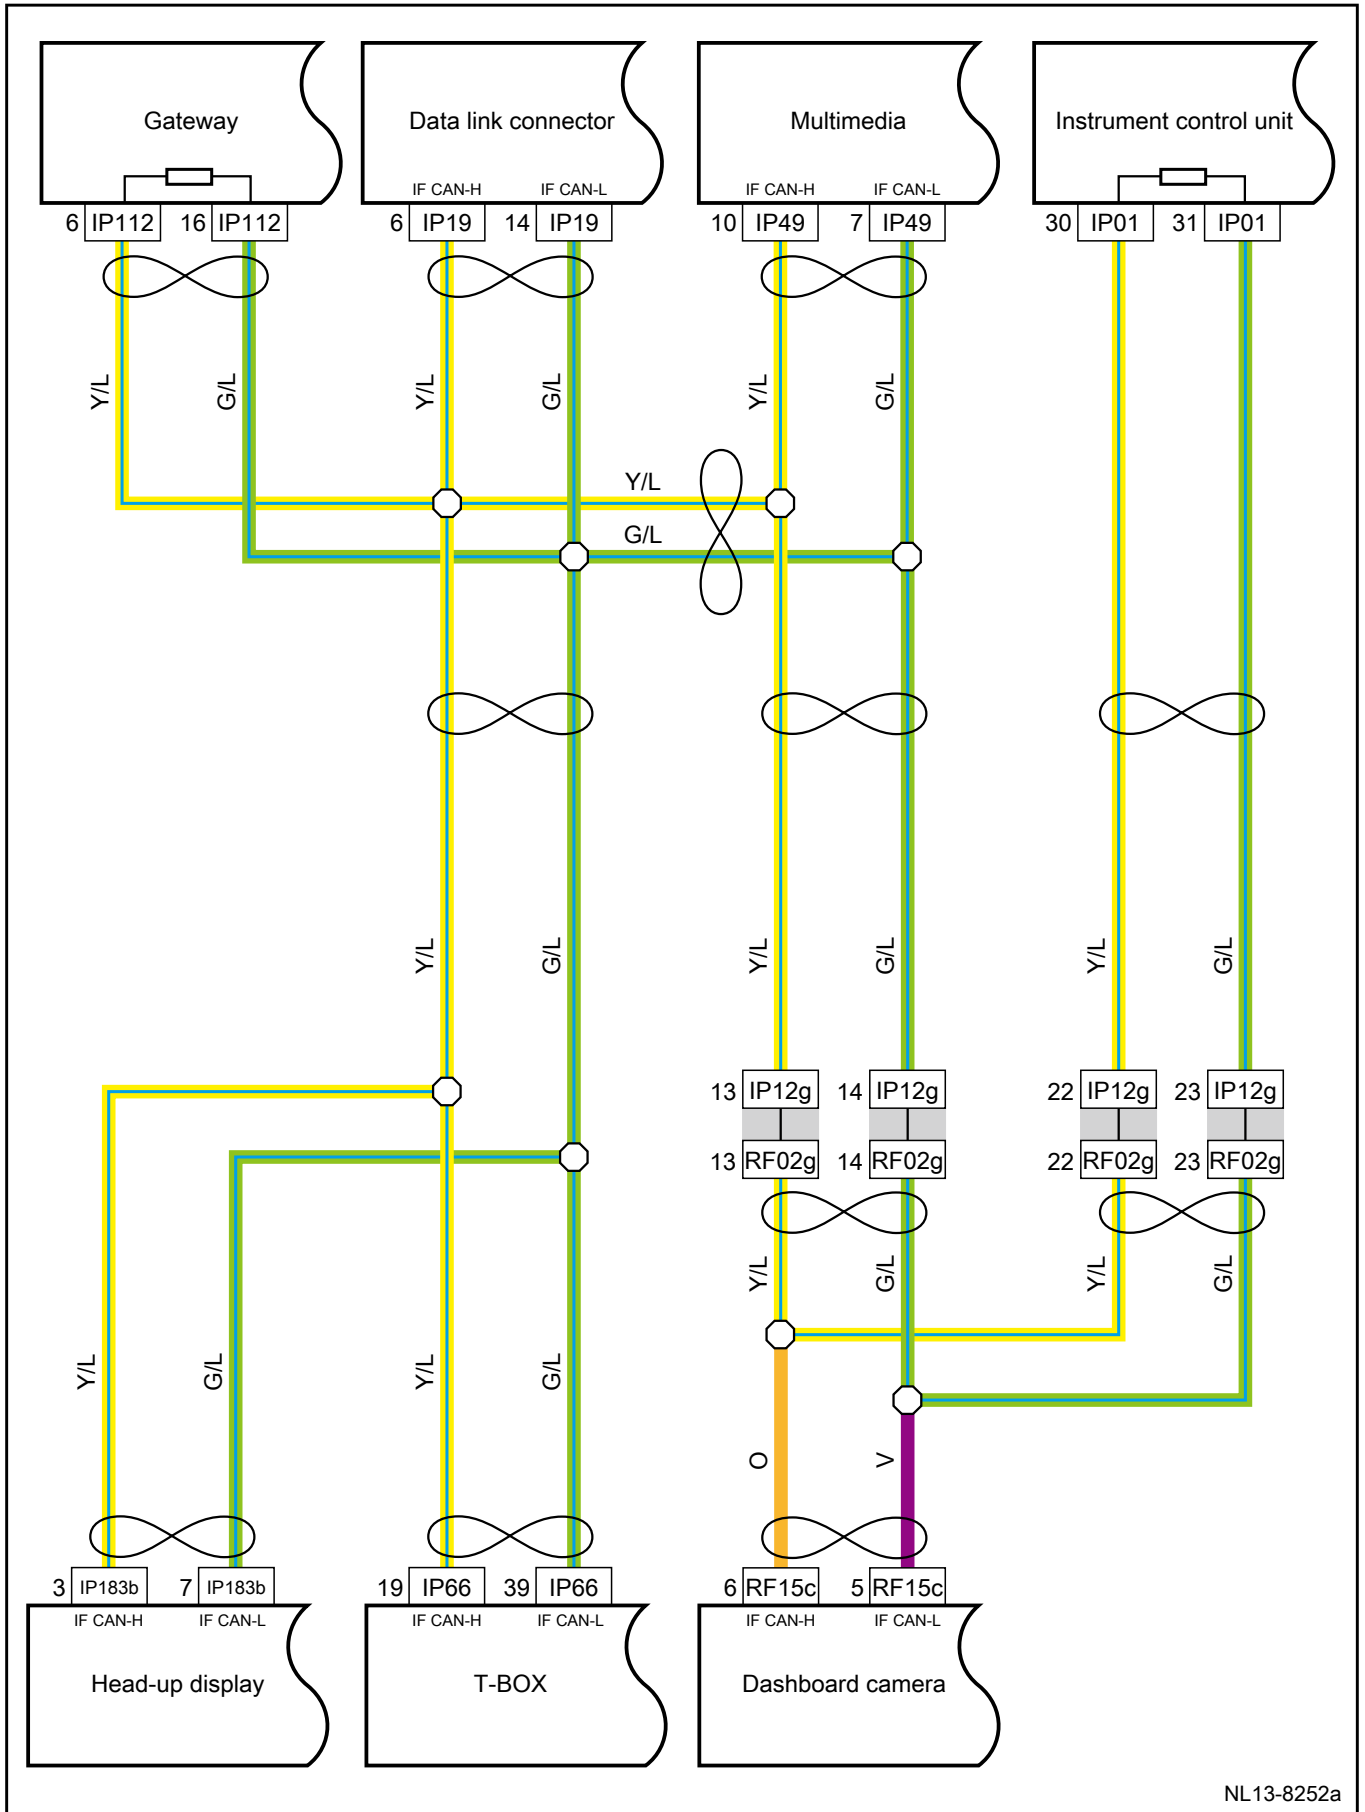 Gateway Data link connector Multimedia Instrument control unit
IF CAN-H IF CAN-L IF CAN-H IF CAN-L
6 IP112 16 IP112 6 IP19 14 IP19 10 IP49 7 IP49 30 IP01 31 IP01
Y/L G/L Y/L G/L Y/L G/L
Y/L
G/L
Y/L G/L Y/L G/L Y/L G/L
13 IP12g 14 IP12g 22 IP12g 23 IP12g
13 RF02g 14 RF02g 22 RF02g 23 RF02g
Y/L G/L Y/L G/L
Y/L G/L Y/L G/L
O V
3 IP183b 7 IP183b 19 IP66 39 IP66 6 RF15c 5 RF15c
IF CAN-H IF CAN-L IF CAN-H IF CAN-L IF CAN-H IF CAN-L
Head-up display T-BOX Dashboard camera
NL13-8252a